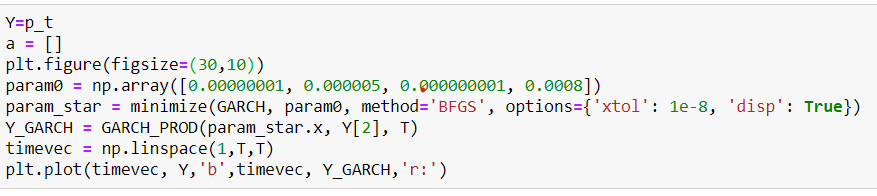 Y=p_t
a = []
plt.figure(figsize=(30,10))
param0 = np.array([0.00000001, 0.000005, 0.000000001, 0.0008])
param_star = minimize(GARCH, param0, method='BFGS', options={'xtol': 1e-8, 'disp': True})
Y_GARCH = GARCH_PROD(param_star.x, Y[2], T)
timevec = np.linspace(1,T,T)
plt.plot(timevec, Y,'b',timevec, Y_GARCH,'r:')